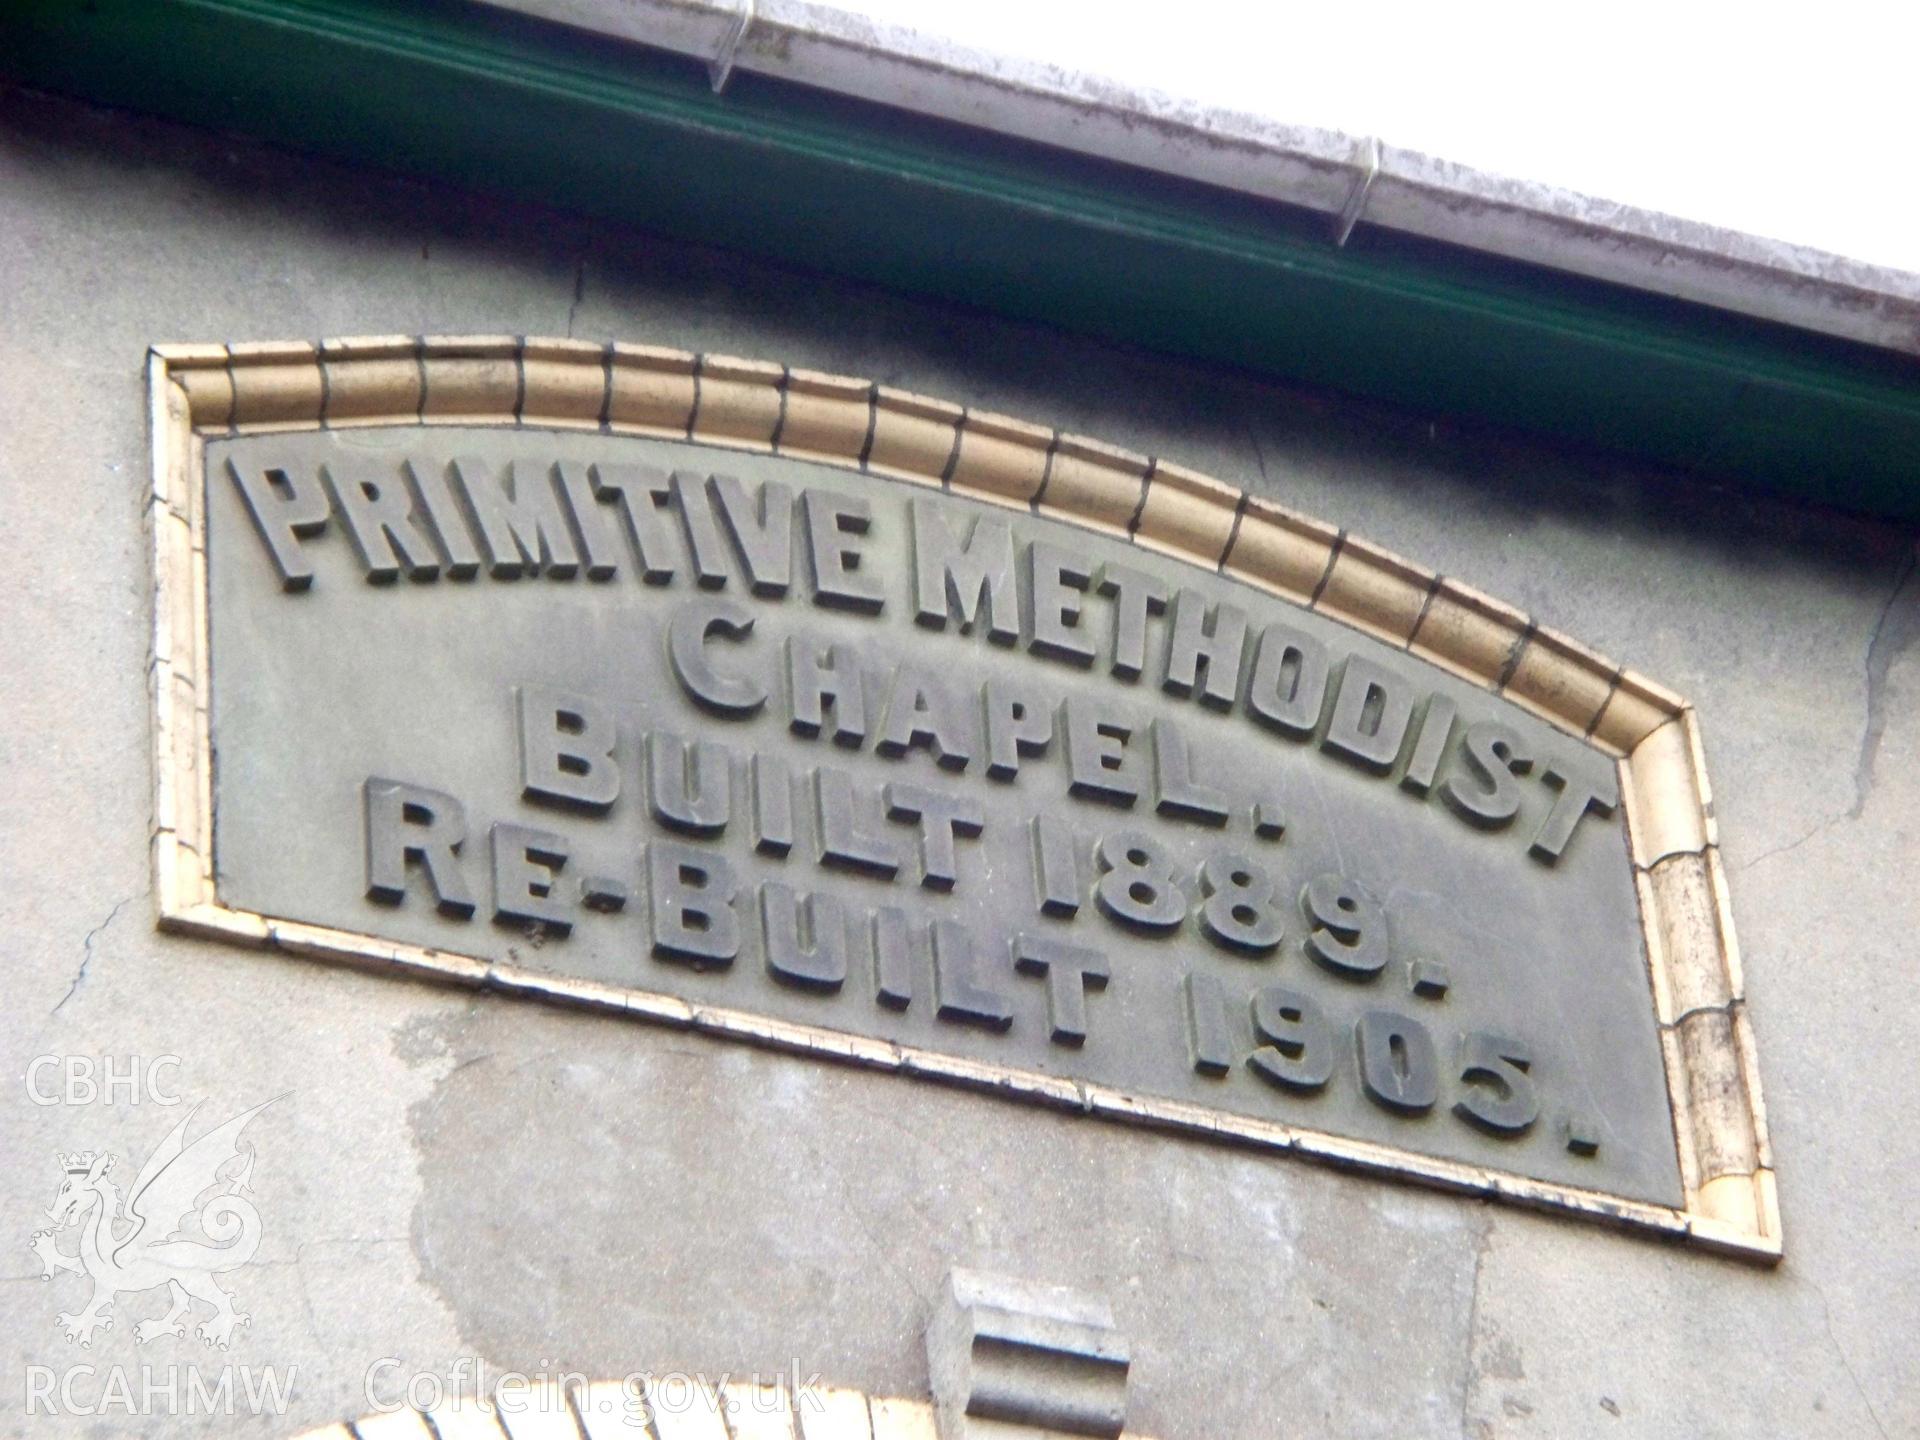 PRIMITIVE METHODIST
CHAPEL.
BUILT 1889.
RE-BUILT 1905.
CBHC
RCAHMW Coflein.gov.uk